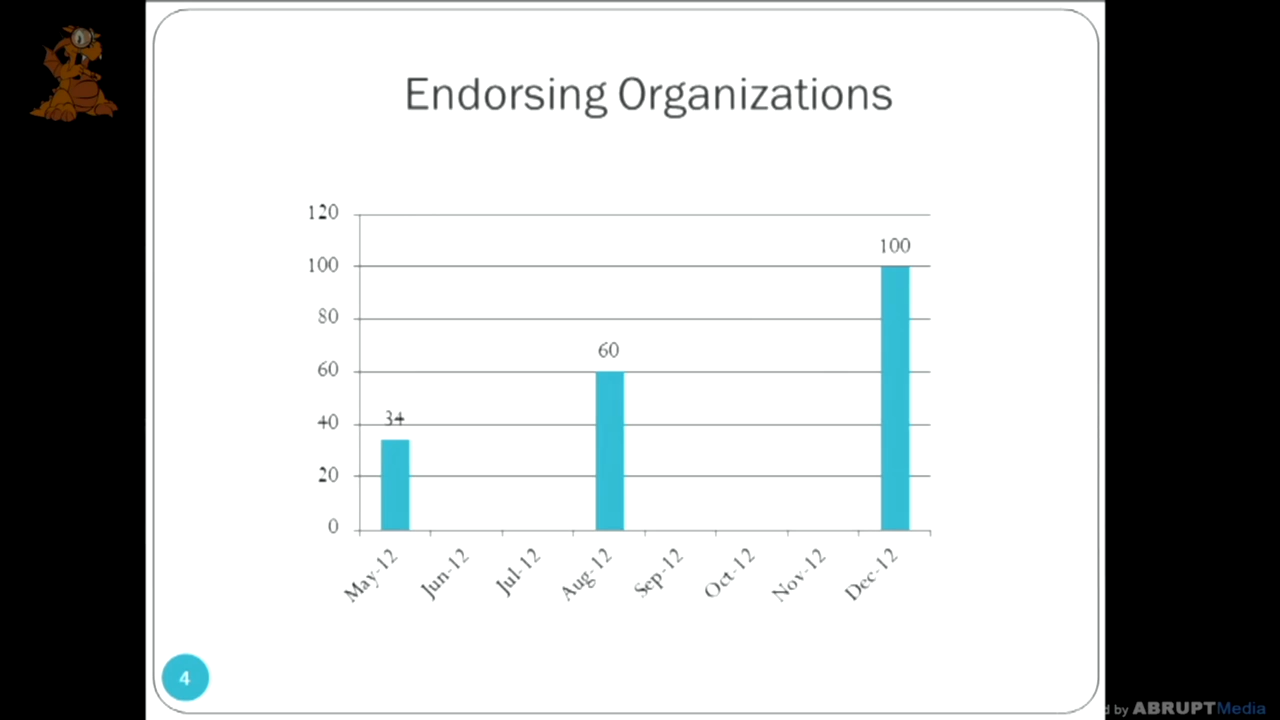 Endorsing Organizations
120
100
80
60
40
20
0
34
60
100
May-12
Jun-12
Jul-12
Aug-12
Sep-12
Oct-12
Nov-12
Dec-12
4
d by ABRUPTMedia